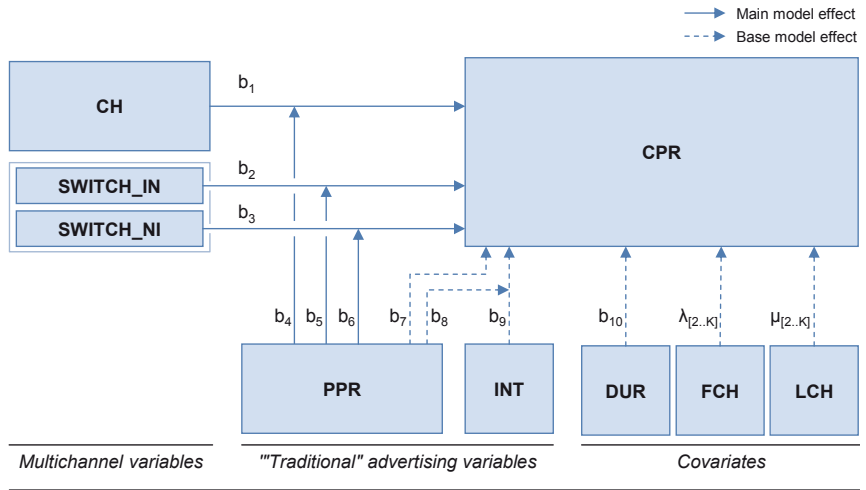 Main model effect
Base model effect
CH
b₁
CPR
SWITCH_IN
b₂
SWITCH_NI
b₃
b₄
b₅
b₆
b₇
b₈
b₉
b₁₀
λ[2..K]
μ[2..K]
PPR
INT
DUR
FCH
LCH
Multichannel variables
'"Traditional" advertising variables
Covariates